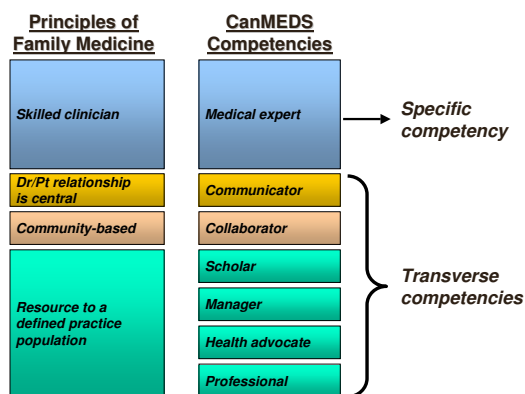 Principles of
Family Medicine
CanMEDS
Competencies
Skilled clinician
Medical expert
Specific
competency
Dr/Pt relationship
is central
Communicator
Community-based
Collaborator
Resource to a
defined practice
population
Scholar
Manager
Health advocate
Professional
Transverse
competencies